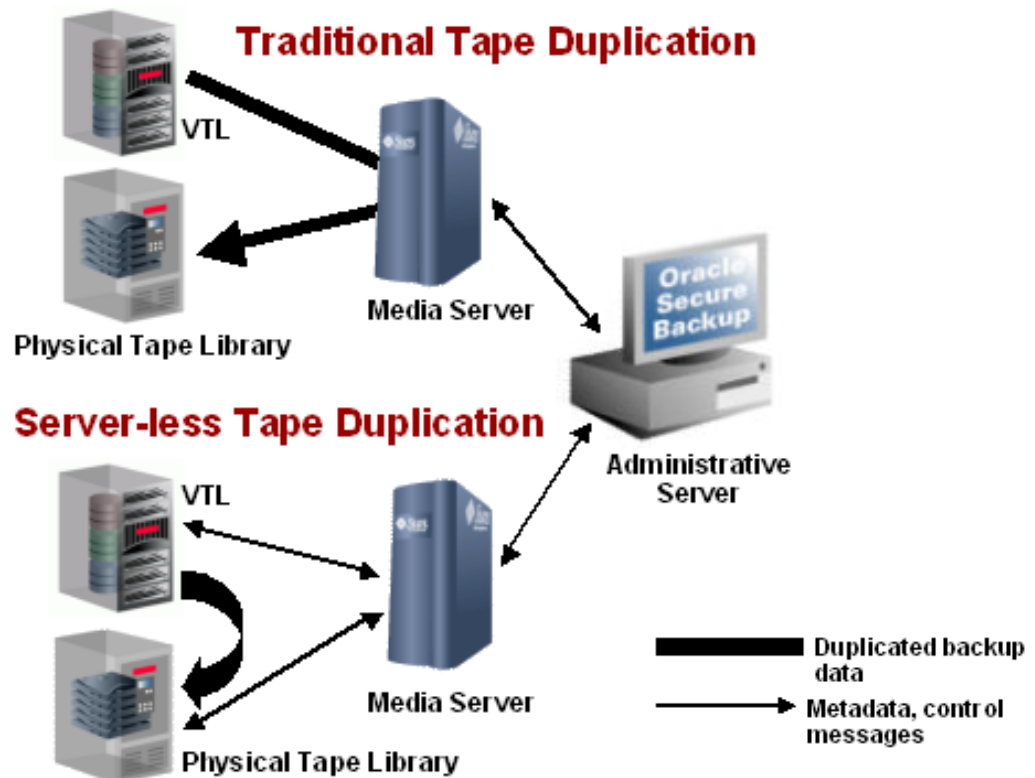 Traditional Tape Duplication
VTL
Media Server
Physical Tape Library
Oracle
Secure
Backup
Administrative
Server
Server-less Tape Duplication
VTL
Media Server
Physical Tape Library
Duplicated backup
data
Metadata, control
messages